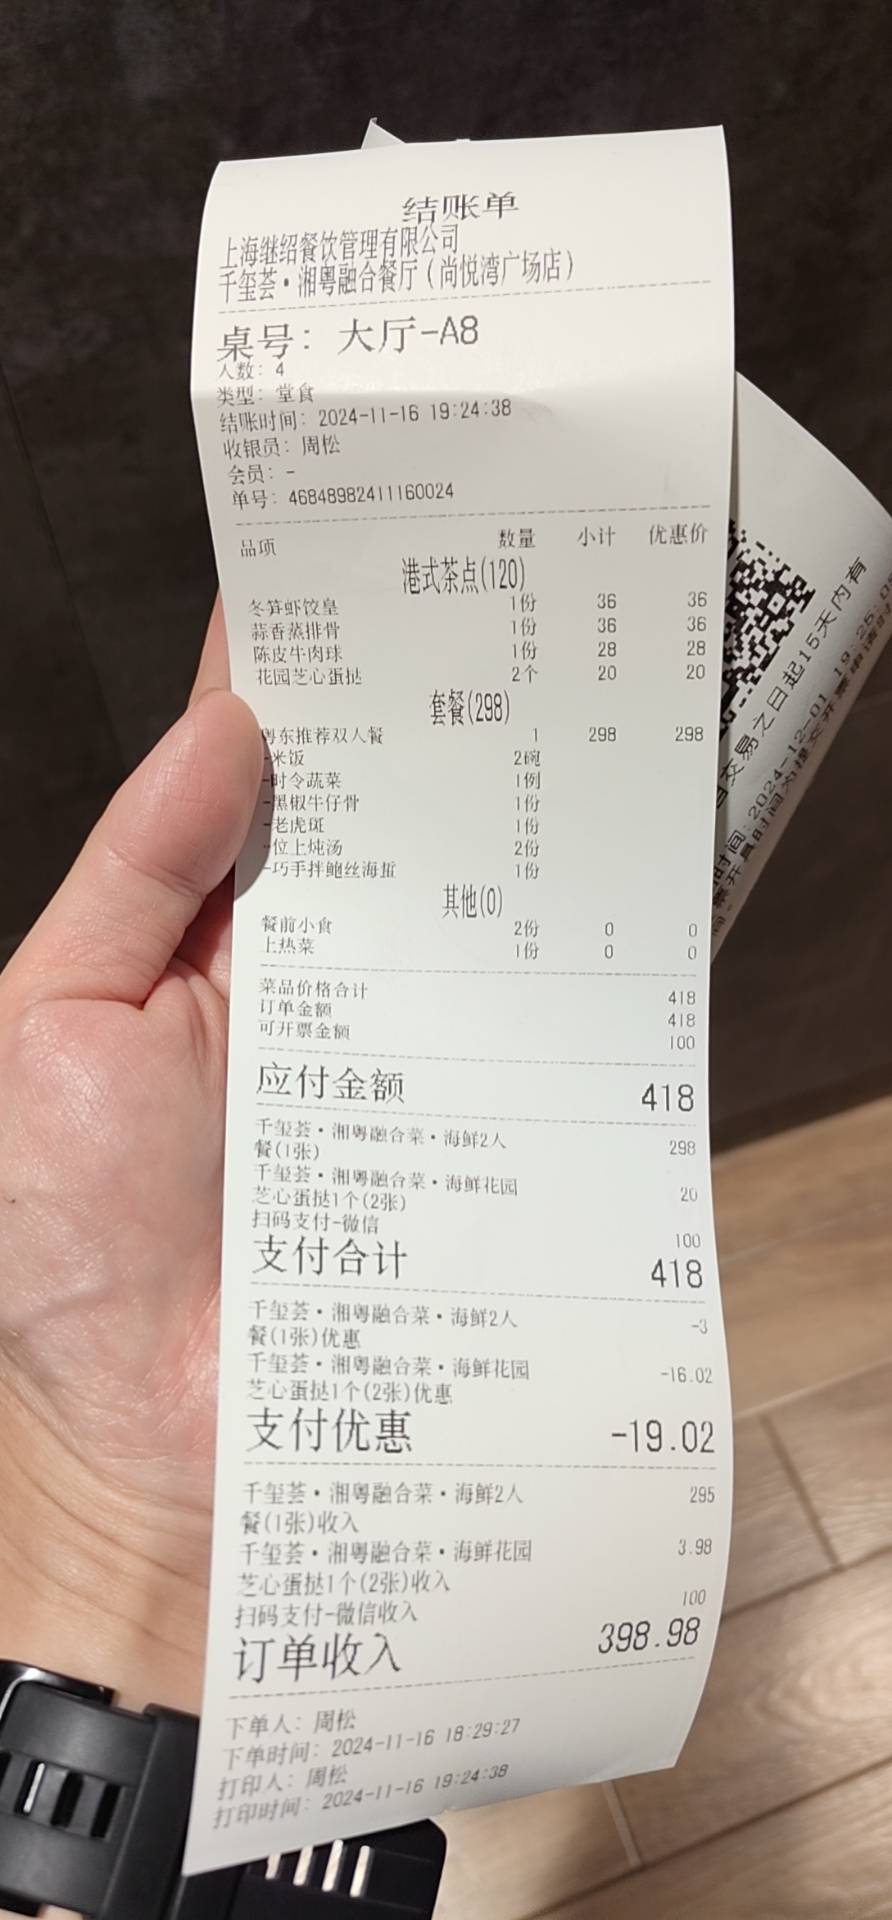 结账单
上海继绍餐饮管理有限公司
千玺荟·湘粤融合餐厅(尚悦湾广场店)
桌号: 大厅-A8
人数: 4
类型: 堂食
结账时间: 2024-11-16 19:24:38
收银员: 周松
会员: -
单号: 46848982411160024
品项 数量 小计 优惠价
港式茶点(120)
冬笋虾饺皇 1份 36 36
蒜香蒸排骨 1份 36 36
陈皮牛肉球 1份 28 28
花园芝心蛋挞 2个 20 20
套餐(298)
粤东推荐双人餐 1 298 298
-米饭 2碗
-时令蔬菜 1例
-黑椒牛仔骨 1份
-老虎斑 1份
-位上炖汤 2份
-巧手拌鲍丝海蜇 1份
其他(0)
餐前小食 2份 0 0
上热菜 1份 0 0
菜品价格合计 418
订单金额 418
可开票金额 100
应付金额 418
千玺荟·湘粤融合菜·海鲜2人 298
餐(1张)
千玺荟·湘粤融合菜·海鲜花园 20
芝心蛋挞1个(2张)
扫码支付-微信 100
支付合计 418
千玺荟·湘粤融合菜·海鲜2人 -3
餐(1张)优惠
千玺荟·湘粤融合菜·海鲜花园 -16.02
芝心蛋挞1个(2张)优惠
支付优惠 -19.02
千玺荟·湘粤融合菜·海鲜2人 295
餐(1张)收入
千玺荟·湘粤融合菜·海鲜花园 3.98
芝心蛋挞1个(2张)收入
扫码支付-微信收入 100
订单收入 398.98
下单人: 周松
下单时间: 2024-11-16 18:29:27
打印人: 周松
打印时间: 2024-11-16 19:24:38
交易之日起15天内有
时间:2024-12-01 19:25:0